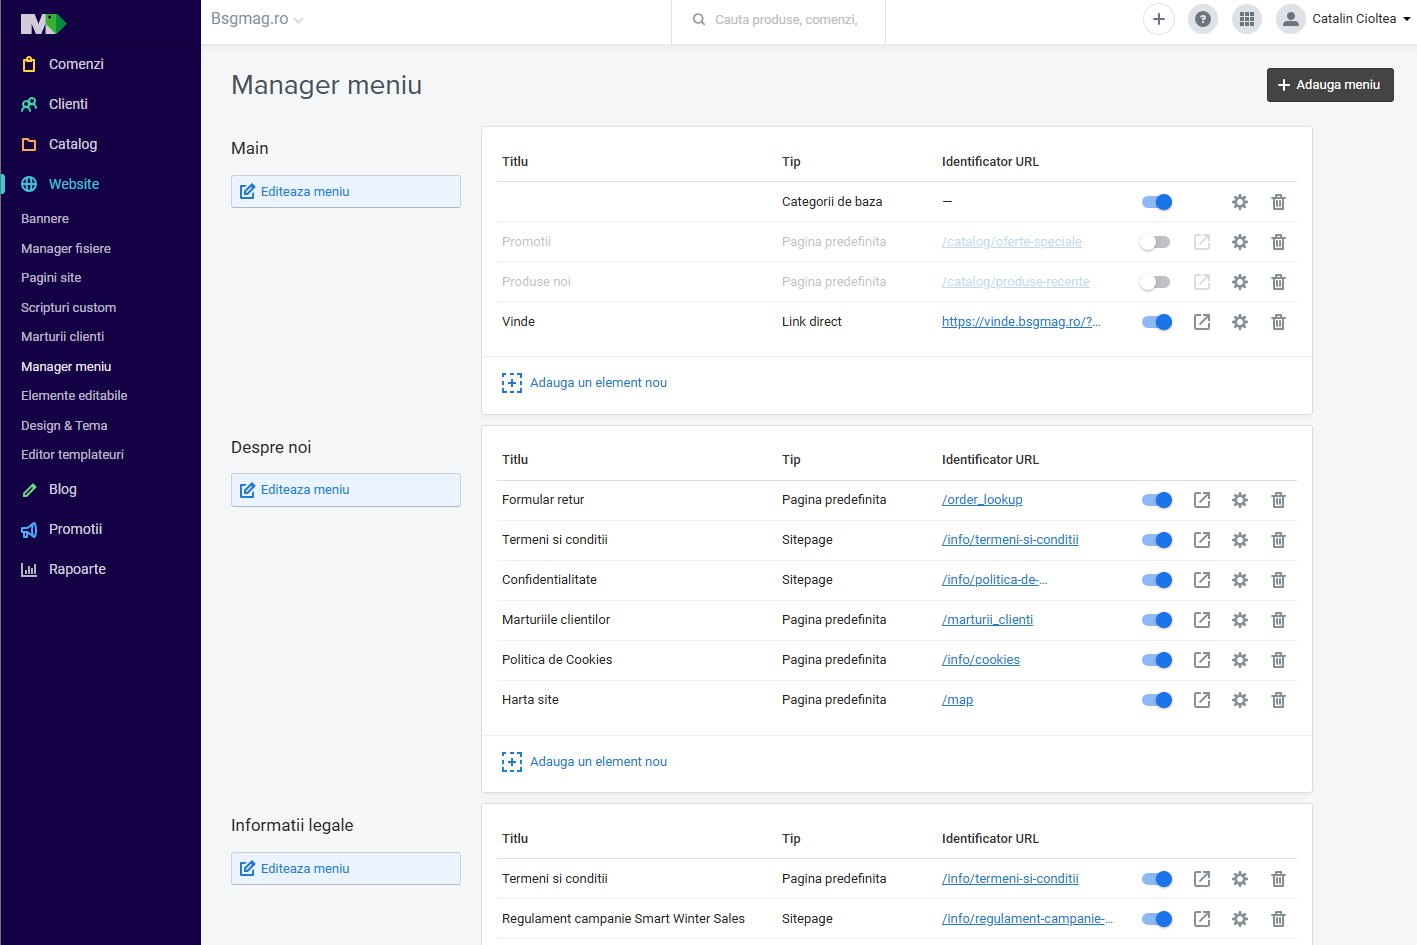 Bsgmag.ro
Cauta produse, comenzi,
Catalin Cioltea
Comenzi
Clienti
Catalog
Website
Bannere
Manager fisiere
Pagini site
Scripturi custom
Marturii clienti
Manager meniu
Elemente editabile
Design & Tema
Editor templateuri
Blog
Promotii
Rapoarte
Manager meniu
Adauga meniu
Main
Editeaza meniu
Titlu Tip Identificator URL
Categorii de baza —
Promotii Pagina predefinita /catalog/oferte-speciale
Produse noi Pagina predefinita /catalog/produse-recente
Vinde Link direct https://vinde.bsgmag.ro/?...
Adauga un element nou
Despre noi
Editeaza meniu
Titlu Tip Identificator URL
Formular retur Pagina predefinita /order_lookup
Termeni si conditii Sitepage /info/termeni-si-conditii
Confidentialitate Sitepage /info/politica-de-...
Marturiile clientilor Pagina predefinita /marturii_clienti
Politica de Cookies Pagina predefinita /info/cookies
Harta site Pagina predefinita /map
Adauga un element nou
Informatii legale
Editeaza meniu
Titlu Tip Identificator URL
Termeni si conditii Pagina predefinita /info/termeni-si-conditii
Regulament campanie Smart Winter Sales Sitepage /info/regulament-campanie-...